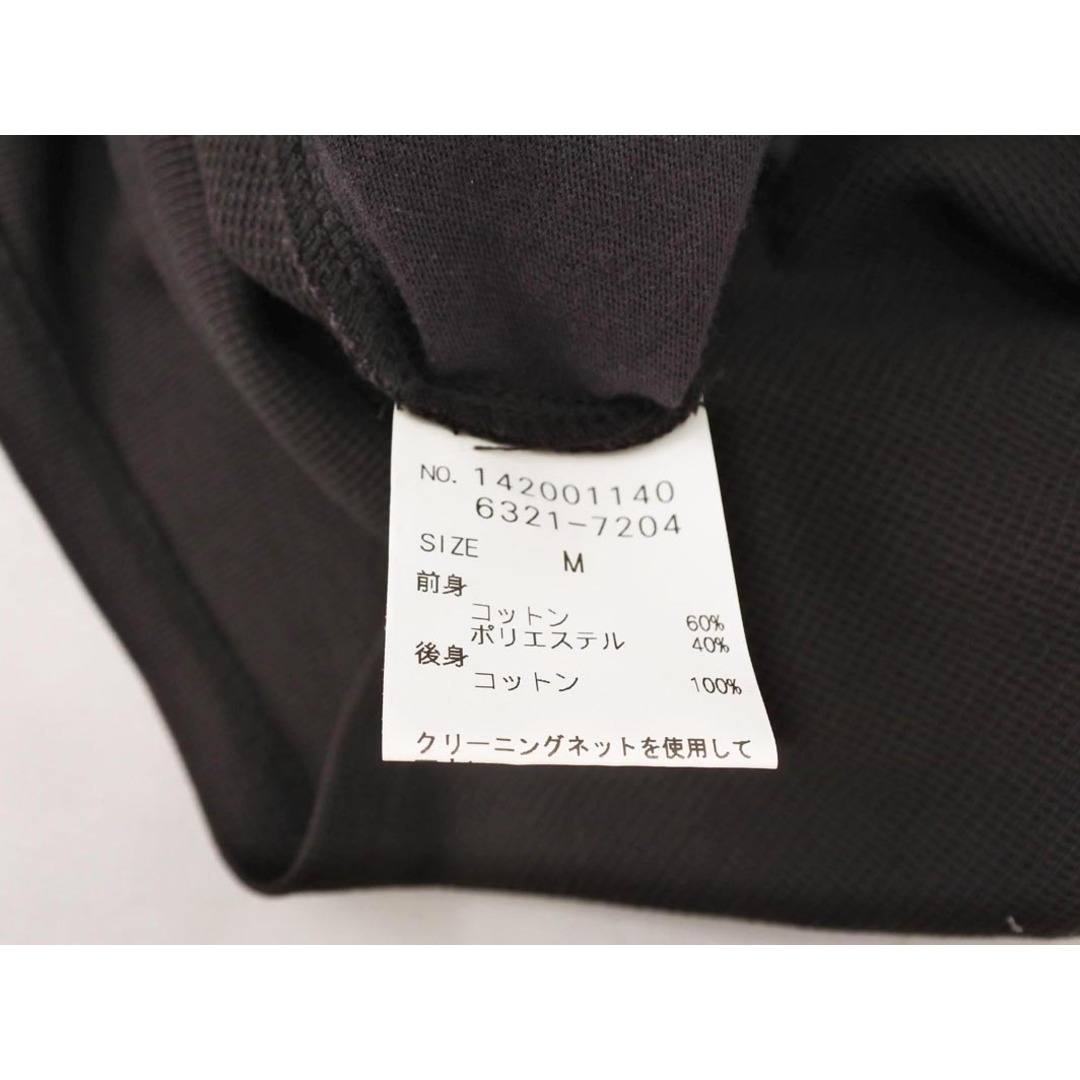 NO. 142001140
6321-7204
SIZE M
前身
コットン 60%
ポリエステル 40%
後身
コットン 100%
クリーニングネットを使用して